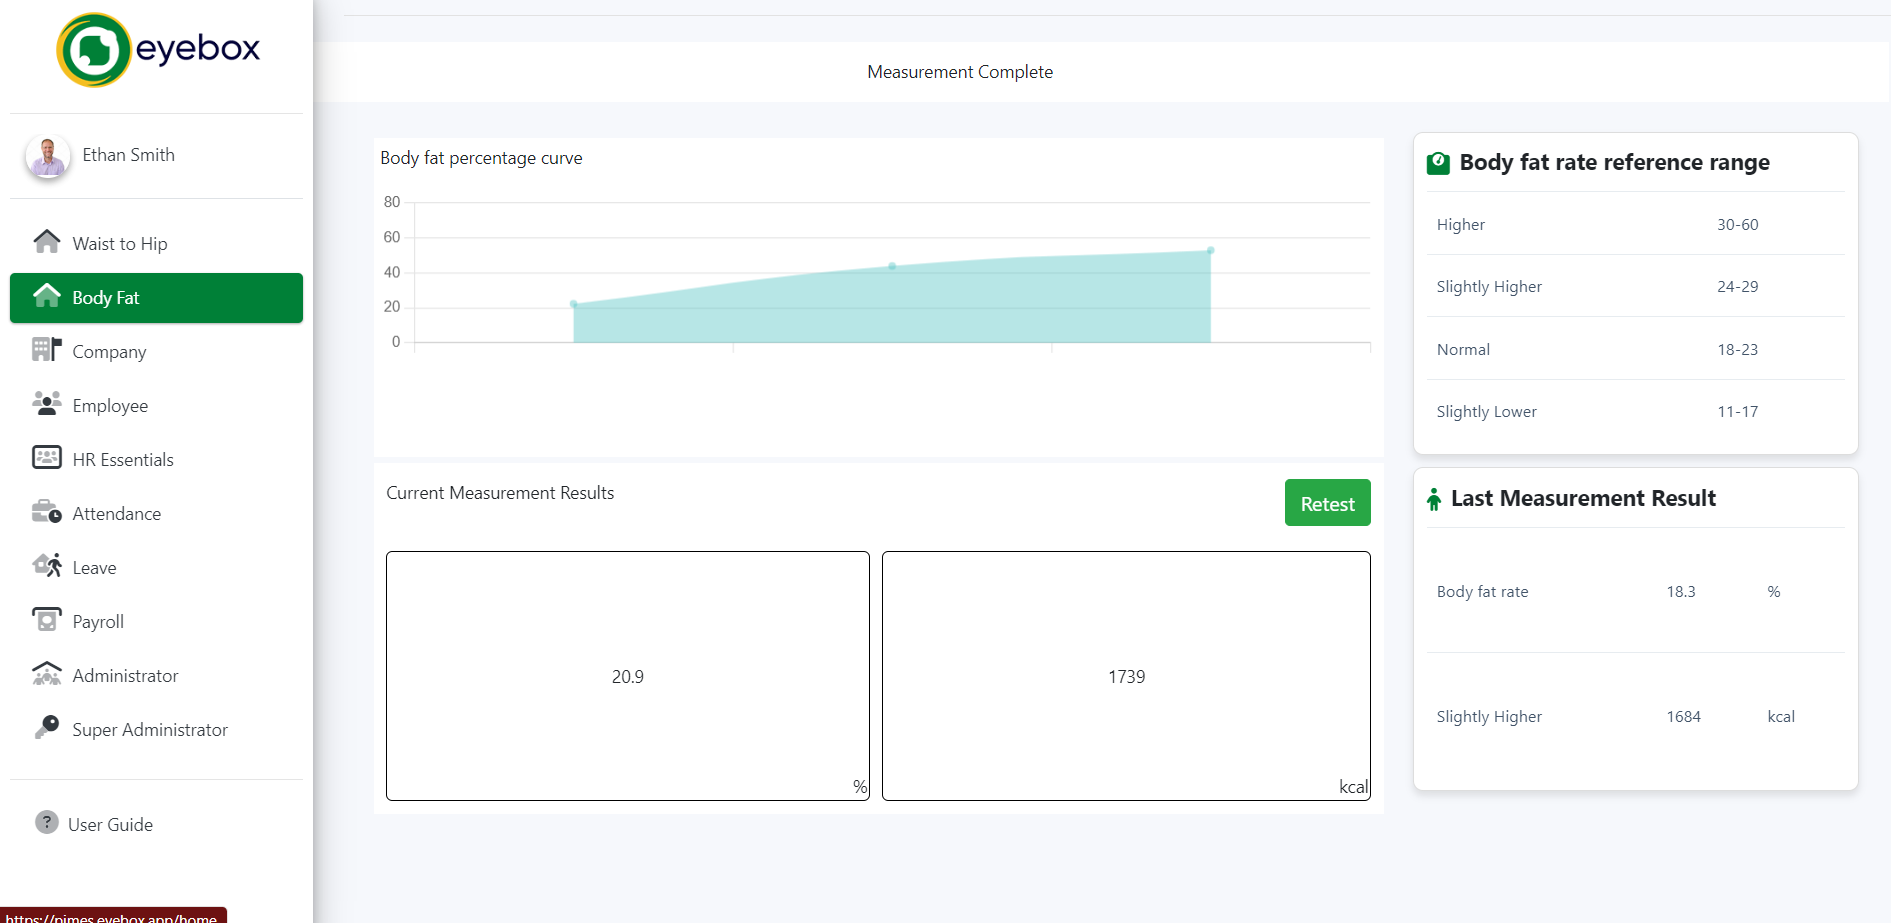 eyebox
Ethan Smith
Waist to Hip
Body Fat
Company
Employee
HR Essentials
Attendance
Leave
Payroll
Administrator
Super Administrator
User Guide
https://pimes.eyebox.app/home
Measurement Complete
Body fat percentage curve
80
60
40
20
0
Current Measurement Results
Retest
20.9
%
1739
kcal
Body fat rate reference range
Higher 30-60
Slightly Higher 24-29
Normal 18-23
Slightly Lower 11-17
Last Measurement Result
Body fat rate 18.3 %
Slightly Higher 1684 kcal